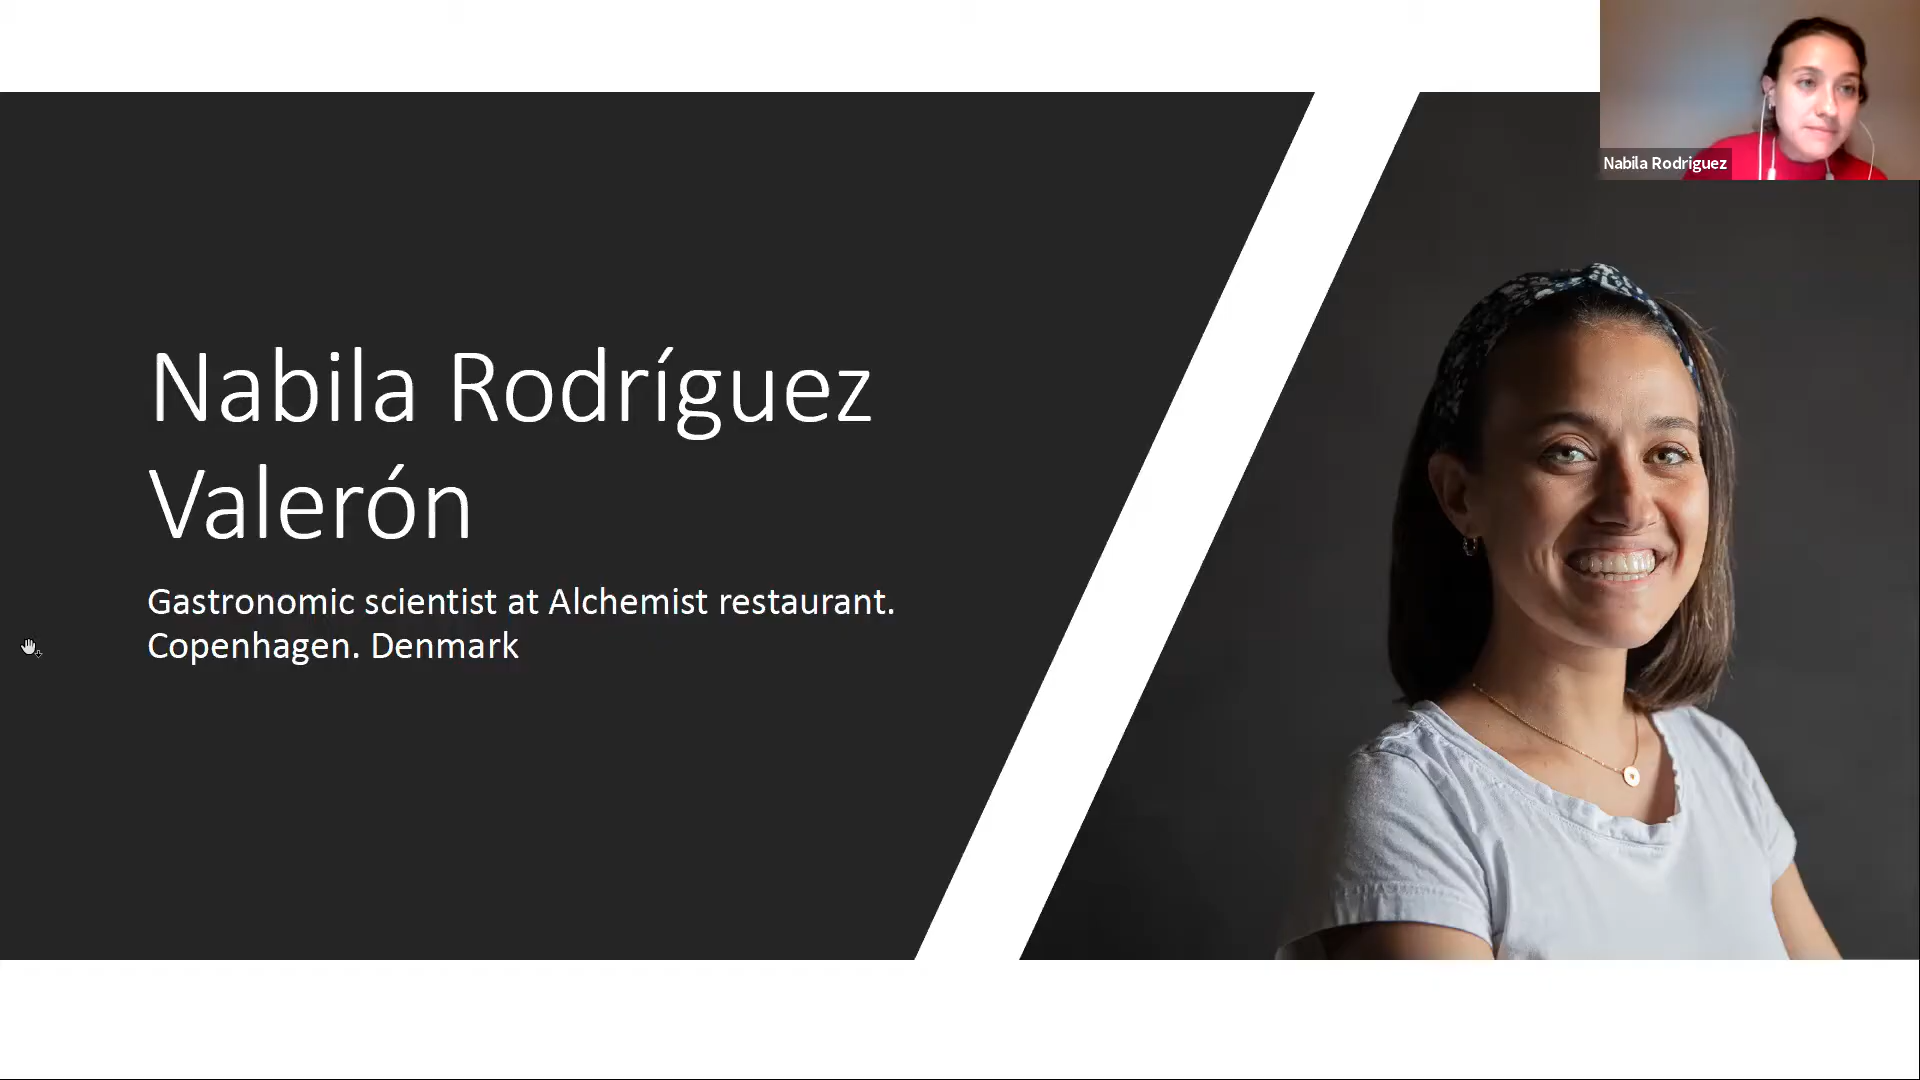 Nabila Rodriguez
Nabila Rodríguez
Valerón
Gastronomic scientist at Alchemist restaurant.
Copenhagen. Denmark